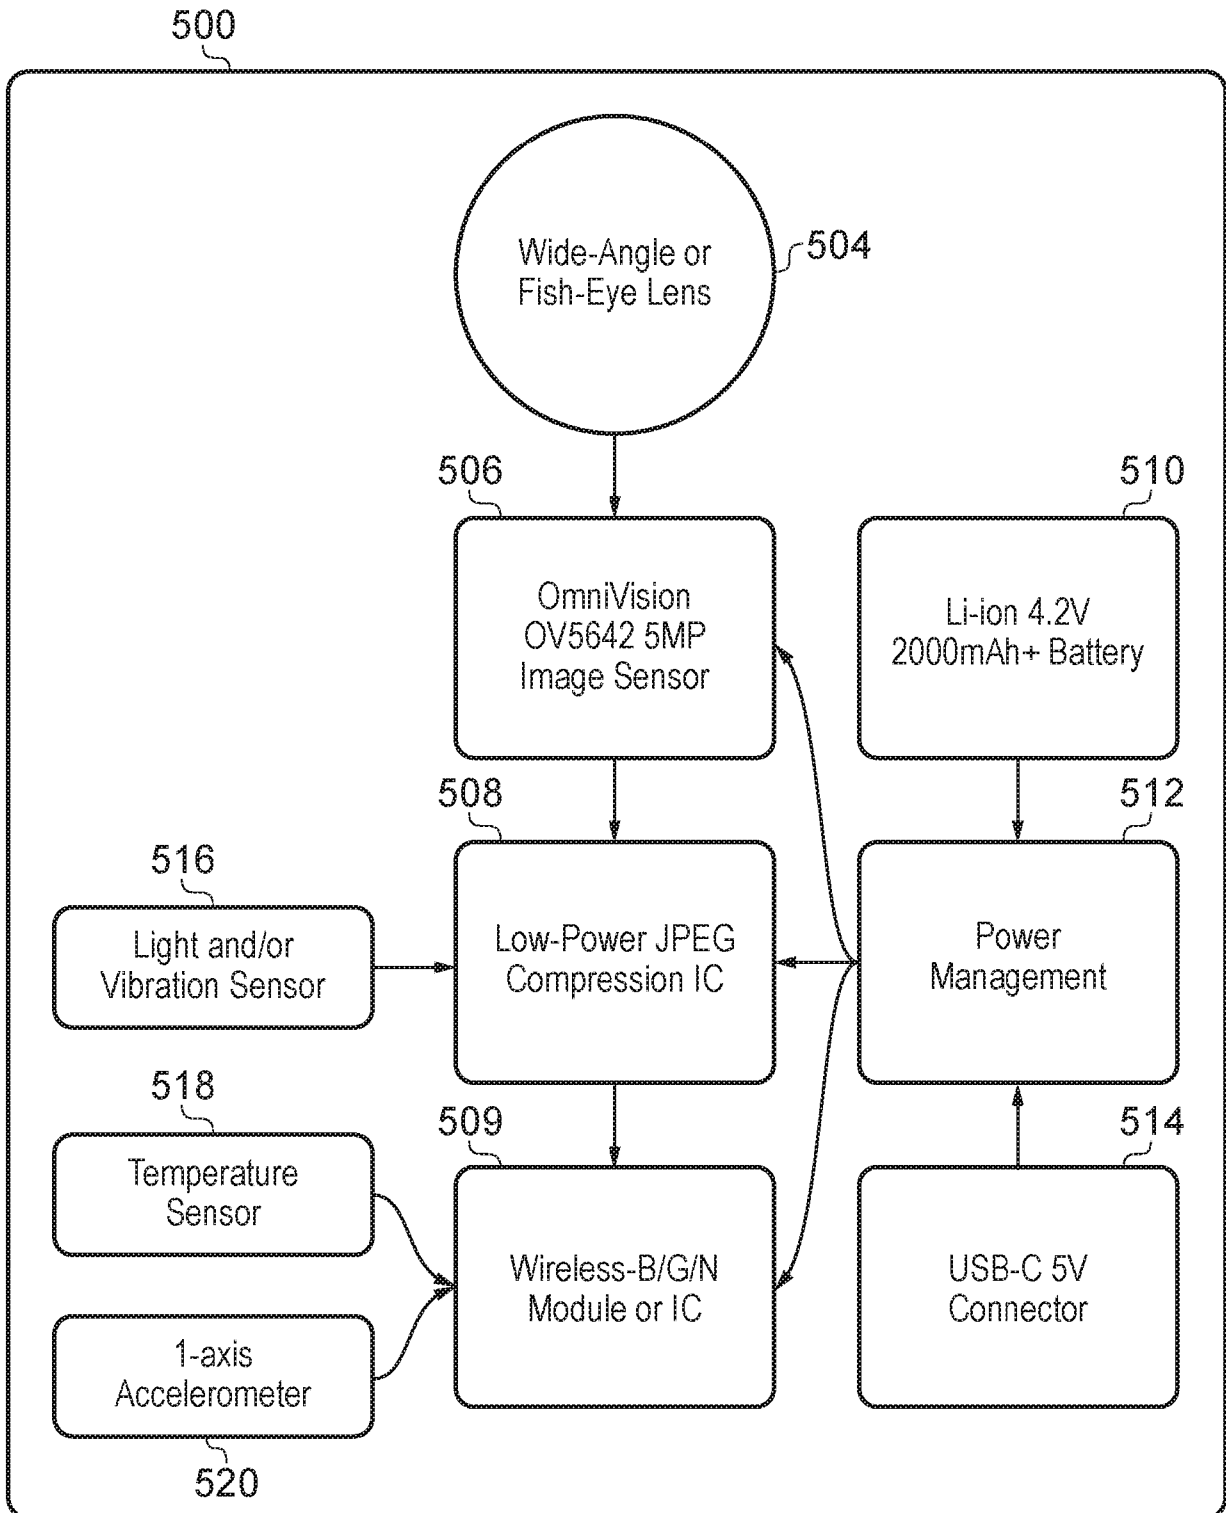 500
Wide-Angle or
Fish-Eye Lens
504
506
OmniVision
OV5642 5MP
Image Sensor
510
Li-ion 4.2V
2000mAh+ Battery
508
Low-Power JPEG
Compression IC
512
Power
Management
516
Light and/or
Vibration Sensor
518
Temperature
Sensor
509
Wireless-B/G/N
Module or IC
514
USB-C 5V
Connector
1-axis
Accelerometer
520